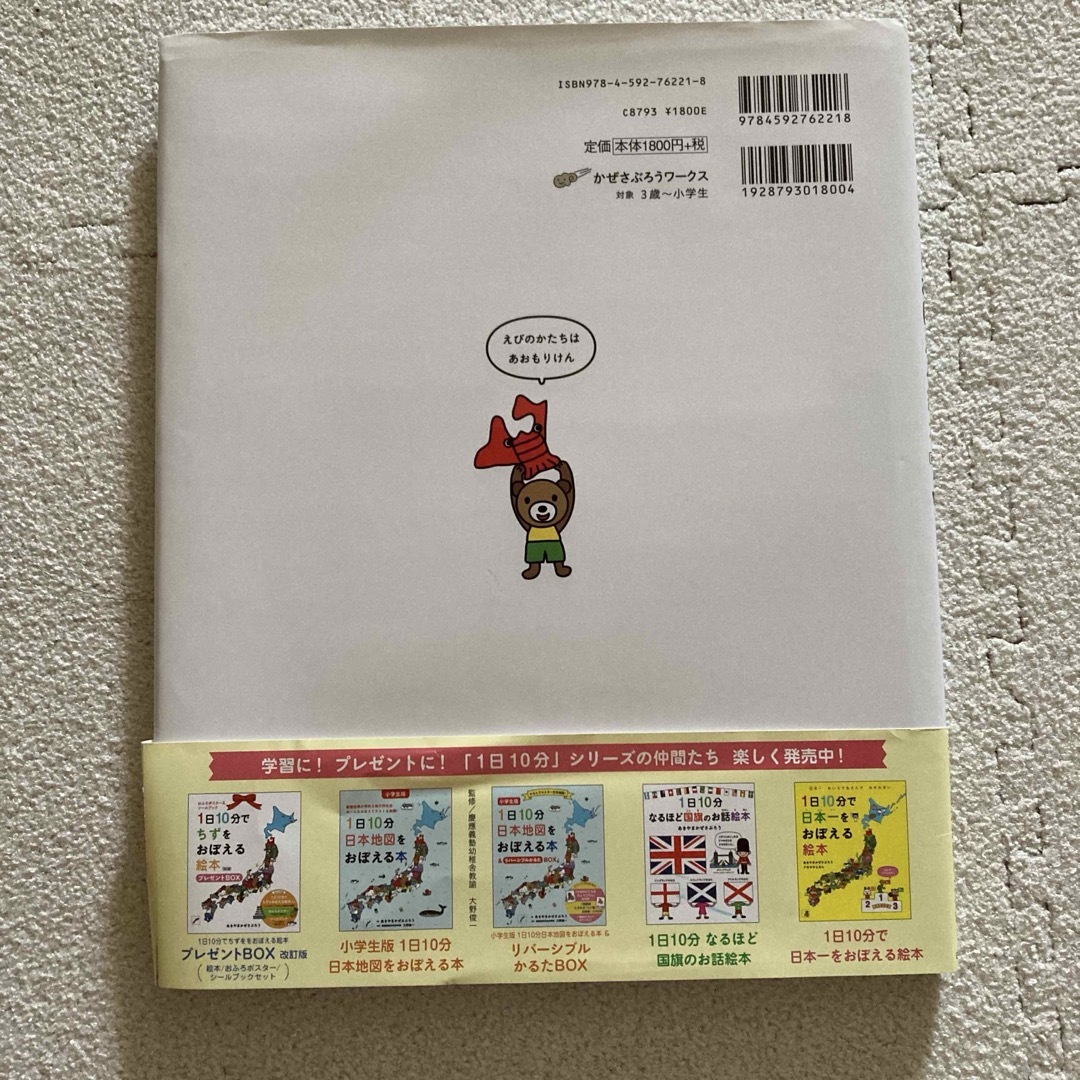 ISBN978-4-592-76221-8
C8793 ¥1800E
定価 本体1800円+税
かぜさぶろうワークス
対象 3歳〜小学生
9784592762218
1928793018004
えびのかたちは
あおもりけん
学習に! プレゼントに!「1日10分」シリーズの仲間たち 楽しく発売中!
1日10分で
ちずを
おぼえる
絵本
プレゼントBOX
1日10分でちずををおぼえる絵本
プレゼントBOX 改訂版
(絵本/おふろポスター/
シールブックセット)
小学生版
1日10分
日本地図を
おぼえる本
小学生版 1日10分
日本地図をおぼえる本
監修/慶應義塾幼稚舎教諭 大野俊一
小学生版
1日10分
日本地図を
おぼえる本
&リバーシブルかるたBOX
小学生版 1日10分日本地図をおぼえる本 &
リバーシブル
かるたBOX
1日10分
なるほど国旗のお話絵本
あきやまかぜさぶろう
1日10分 なるほど
国旗のお話絵本
1日10分で
日本一を
おぼえる
絵本
2 1 3
1日10分で
日本一をおぼえる絵本